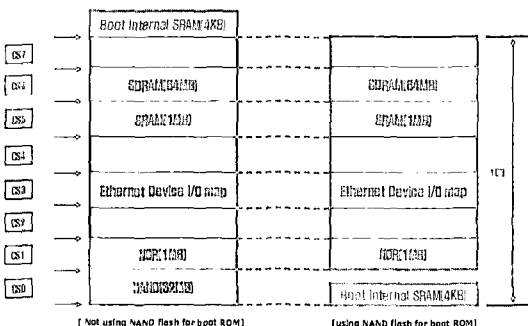 Boot Internal SRAM(4KB)
CS7
CS6
SDRAM(64MB)
SDRAM(64MB)
CS5
SRAM(1MB)
SRAM(1MB)
CS4
CS3
Ethernet Device I/O map
Ethernet Device I/O map
CS2
CS1
NOR(1MB)
NOR(1MB)
CS0
NAND(32MB)
Boot Internal SRAM(4KB)
[ Not using NAND flash for boot ROM]
[using NAND flash for boot ROM]